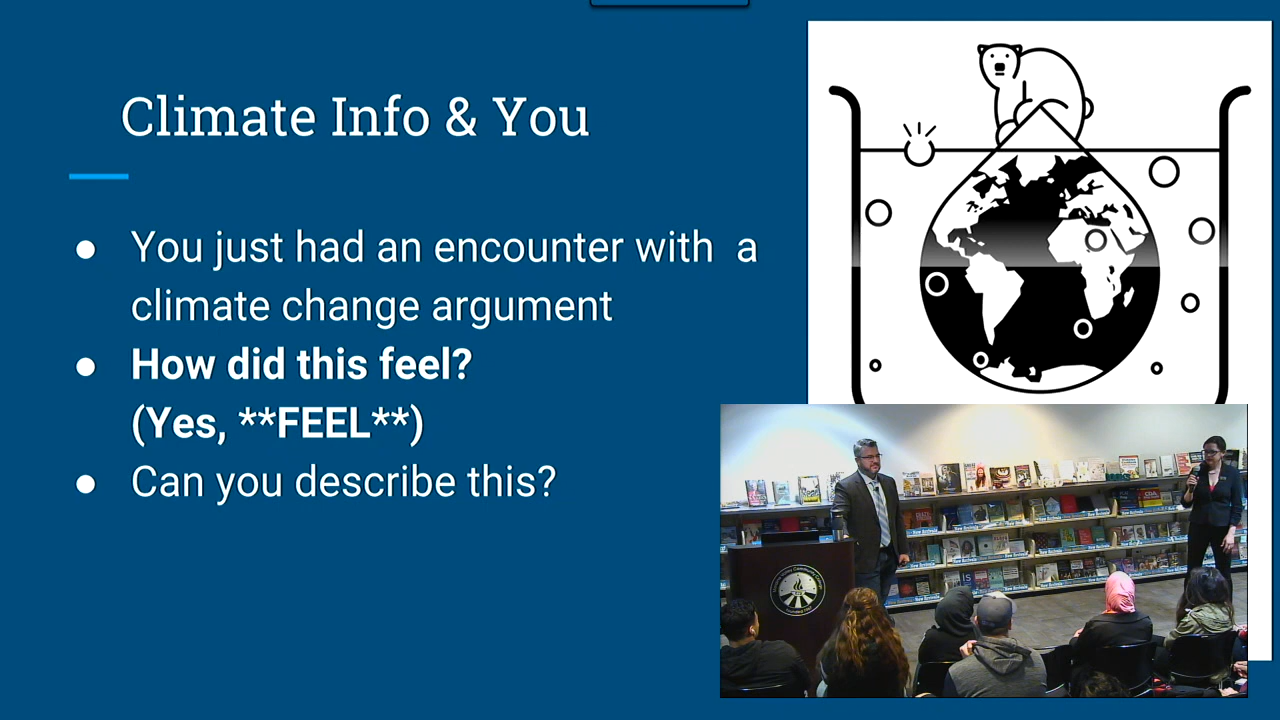 Climate Info & You
● You just had an encounter with a
climate change argument
● How did this feel?
(Yes, **FEEL**)
● Can you describe this?